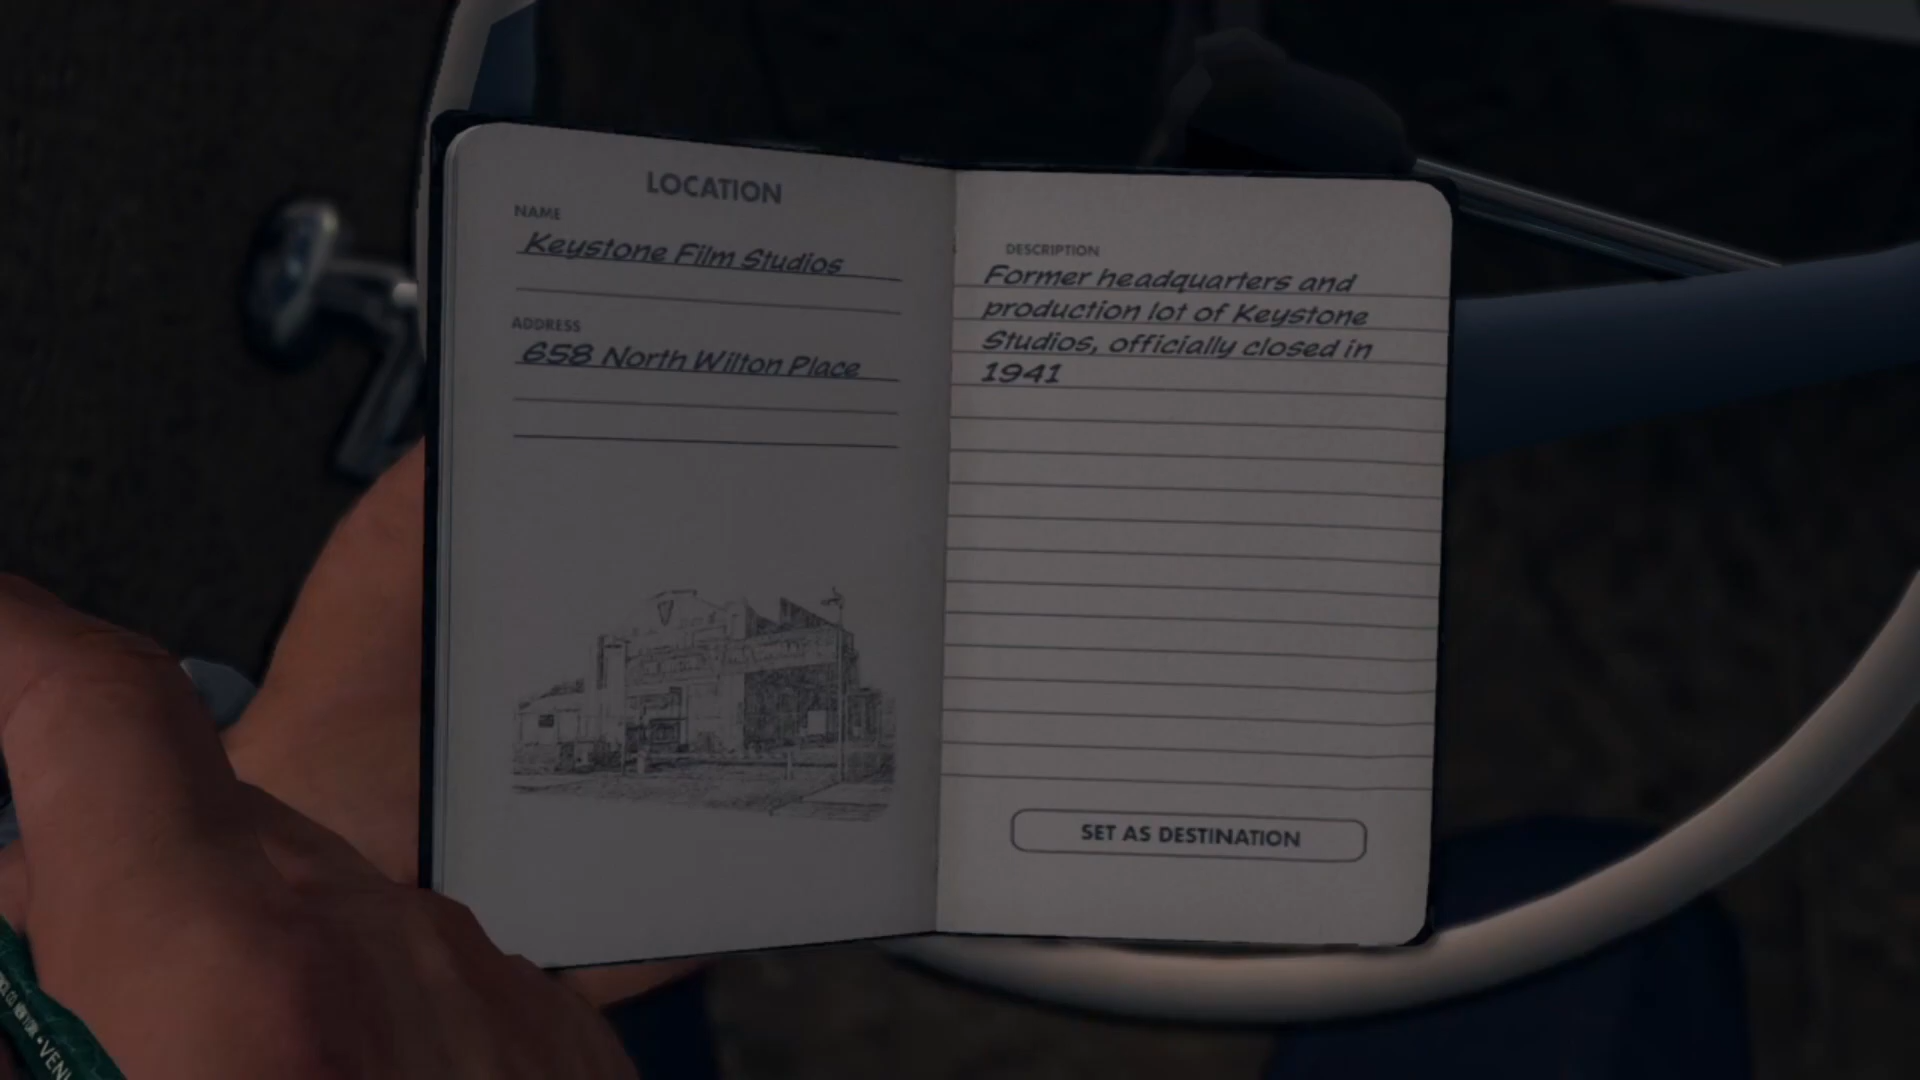 LOCATION
NAME
Keystone Film Studios
ADDRESS
658 North Wilton Place
DESCRIPTION
Former headquarters and
production lot of Keystone
Studios, officially closed in
1941
SET AS DESTINATION